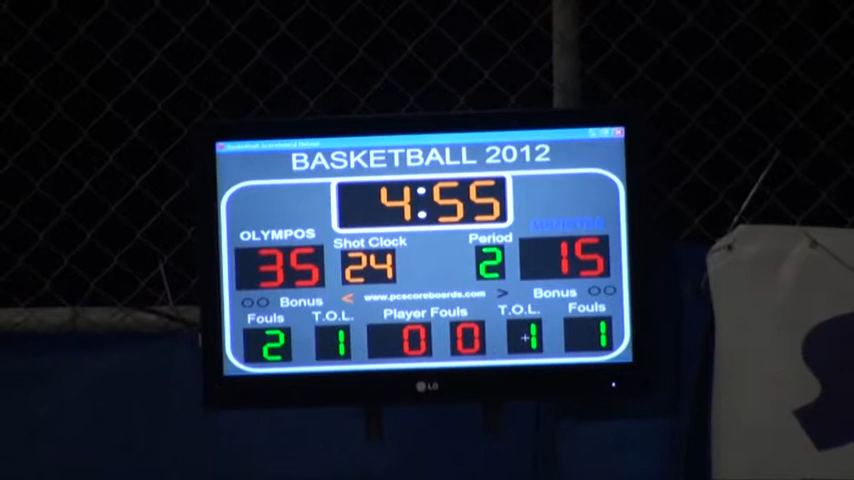 BASKETBALL 2012
4:55
OLYMPOS
Shot Clock
Period
35
24
2
15
Bonus
< www.pcscoreboards.com >
Bonus
Fouls
T.O.L.
Player Fouls
T.O.L.
Fouls
2
1
0
0
1
1
LG